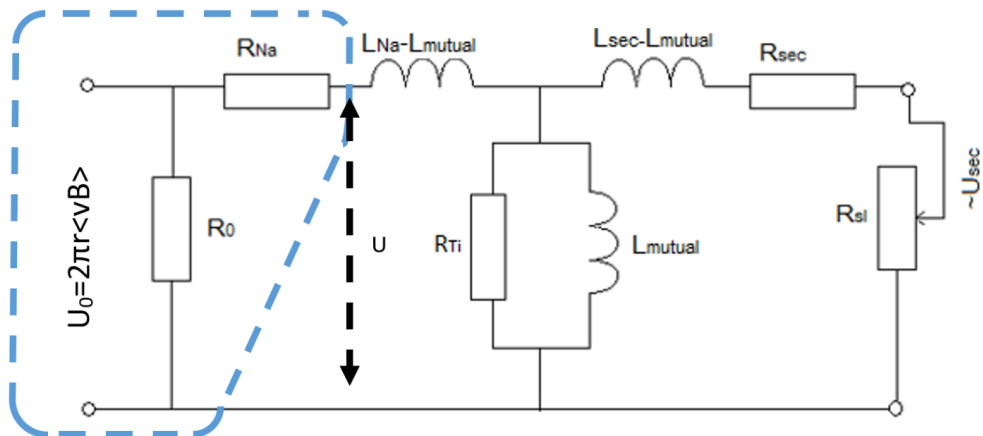 RNa
LNa-Lmutual
Lsec-Lmutual
Rsec
U₀=2πr<vB>
R0
U
RTi
Lmutual
Rsl
~Usec